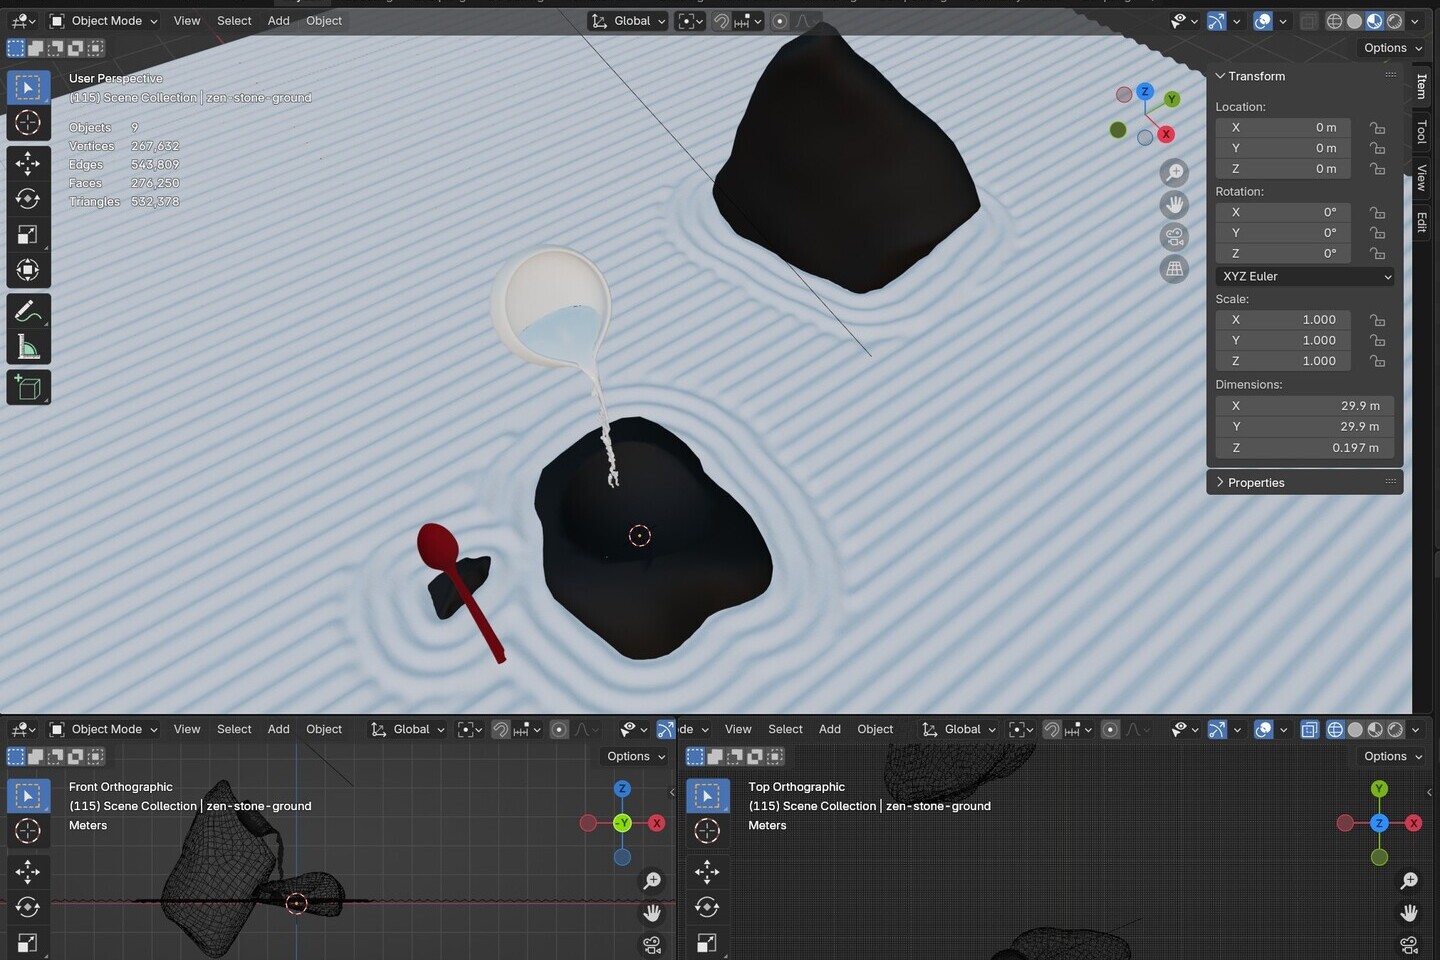 Object Mode View Select Add Object Global
Options
User Perspective
(115) Scene Collection | zen-stone-ground
Objects 9
Vertices 267,632
Edges 543,809
Faces 276,250
Triangles 532,378
Z
Y
X
Transform
Location:
X 0 m
Y 0 m
Z 0 m
Rotation:
X 0°
Y 0°
Z 0°
XYZ Euler
Scale:
X 1.000
Y 1.000
Z 1.000
Dimensions:
X 29.9 m
Y 29.9 m
Z 0.197 m
Properties
Item
Tool
View
Edit
Object Mode View Select Add Object Global
Options
Front Orthographic
(115) Scene Collection | zen-stone-ground
Meters
Z
-Y X
de View Select Add Object Global
Options
Top Orthographic
(115) Scene Collection | zen-stone-ground
Meters
Y
Z X